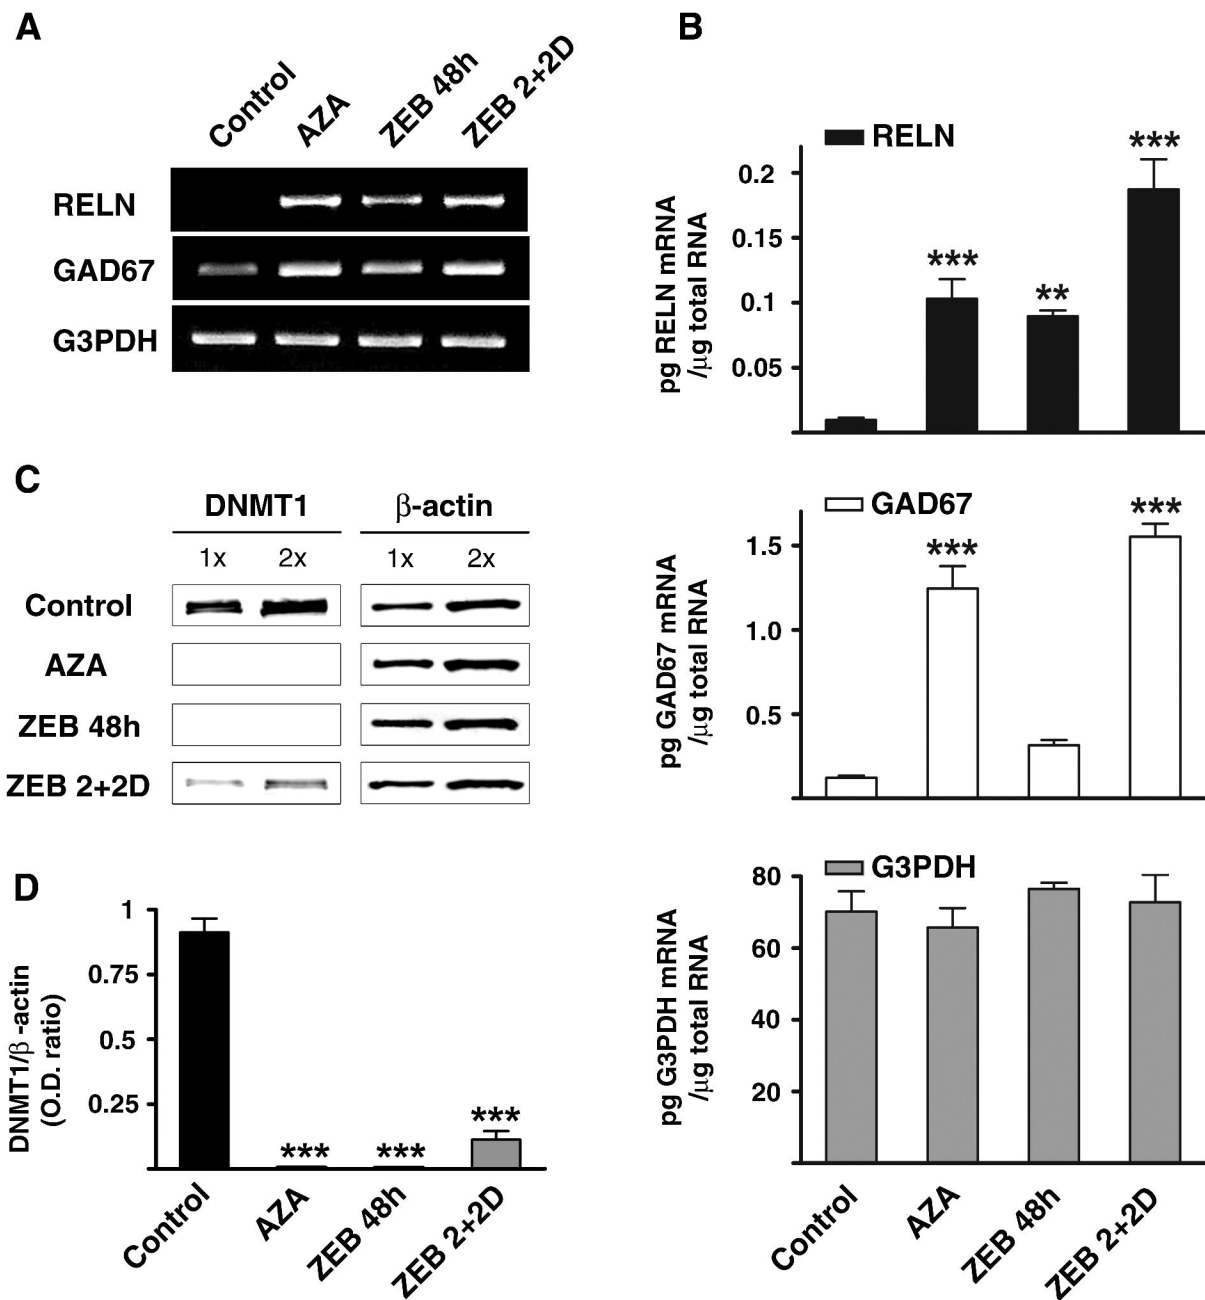 A
Control
AZA
ZEB 48h
ZEB 2+2D
RELN
GAD67
G3PDH
B
RELN
pg RELN mRNA
/μg total RNA
0.2
0.15
0.1
0.05
***
**
***
GAD67
pg GAD67 mRNA
/μg total RNA
1.5
1.0
0.5
***
***
G3PDH
pg G3PDH mRNA
/μg total RNA
80
60
40
20
Control
AZA
ZEB 48h
ZEB 2+2D
C
DNMT1
β-actin
1x 2x 1x 2x
Control
AZA
ZEB 48h
ZEB 2+2D
D
DNMT1/β -actin
(O.D. ratio)
1
0.75
0.5
0.25
***
***
***
Control
AZA
ZEB 48h
ZEB 2+2D